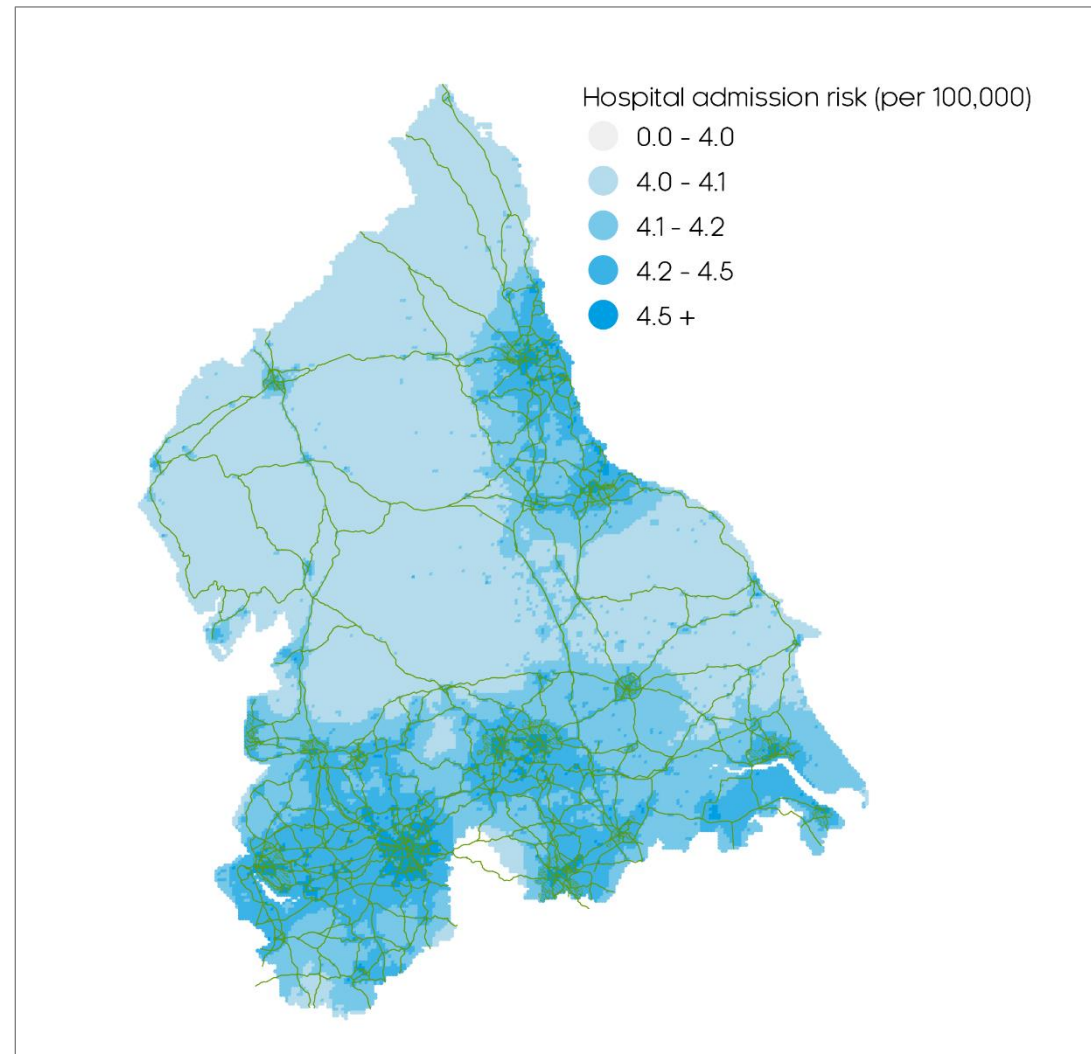 Hospital admission risk (per 100,000)
0.0 - 4.0
4.0 - 4.1
4.1 - 4.2
4.2 - 4.5
4.5 +